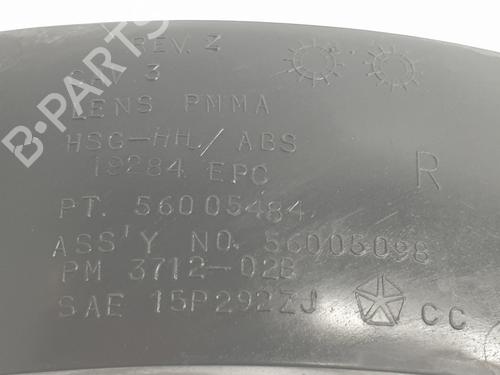 REV. Z
3
LENS PMMA
HSG-HH/ABS
19284 EPC
R
PT. 56005484
ASS'Y NO. 56005098
PM 3712-02B
SAE 15P292ZJ
CC